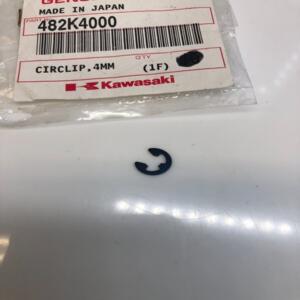 MADE IN JAPAN
482K4000
CIRCLIP,4MM
QTY
(1F)
Kawasaki